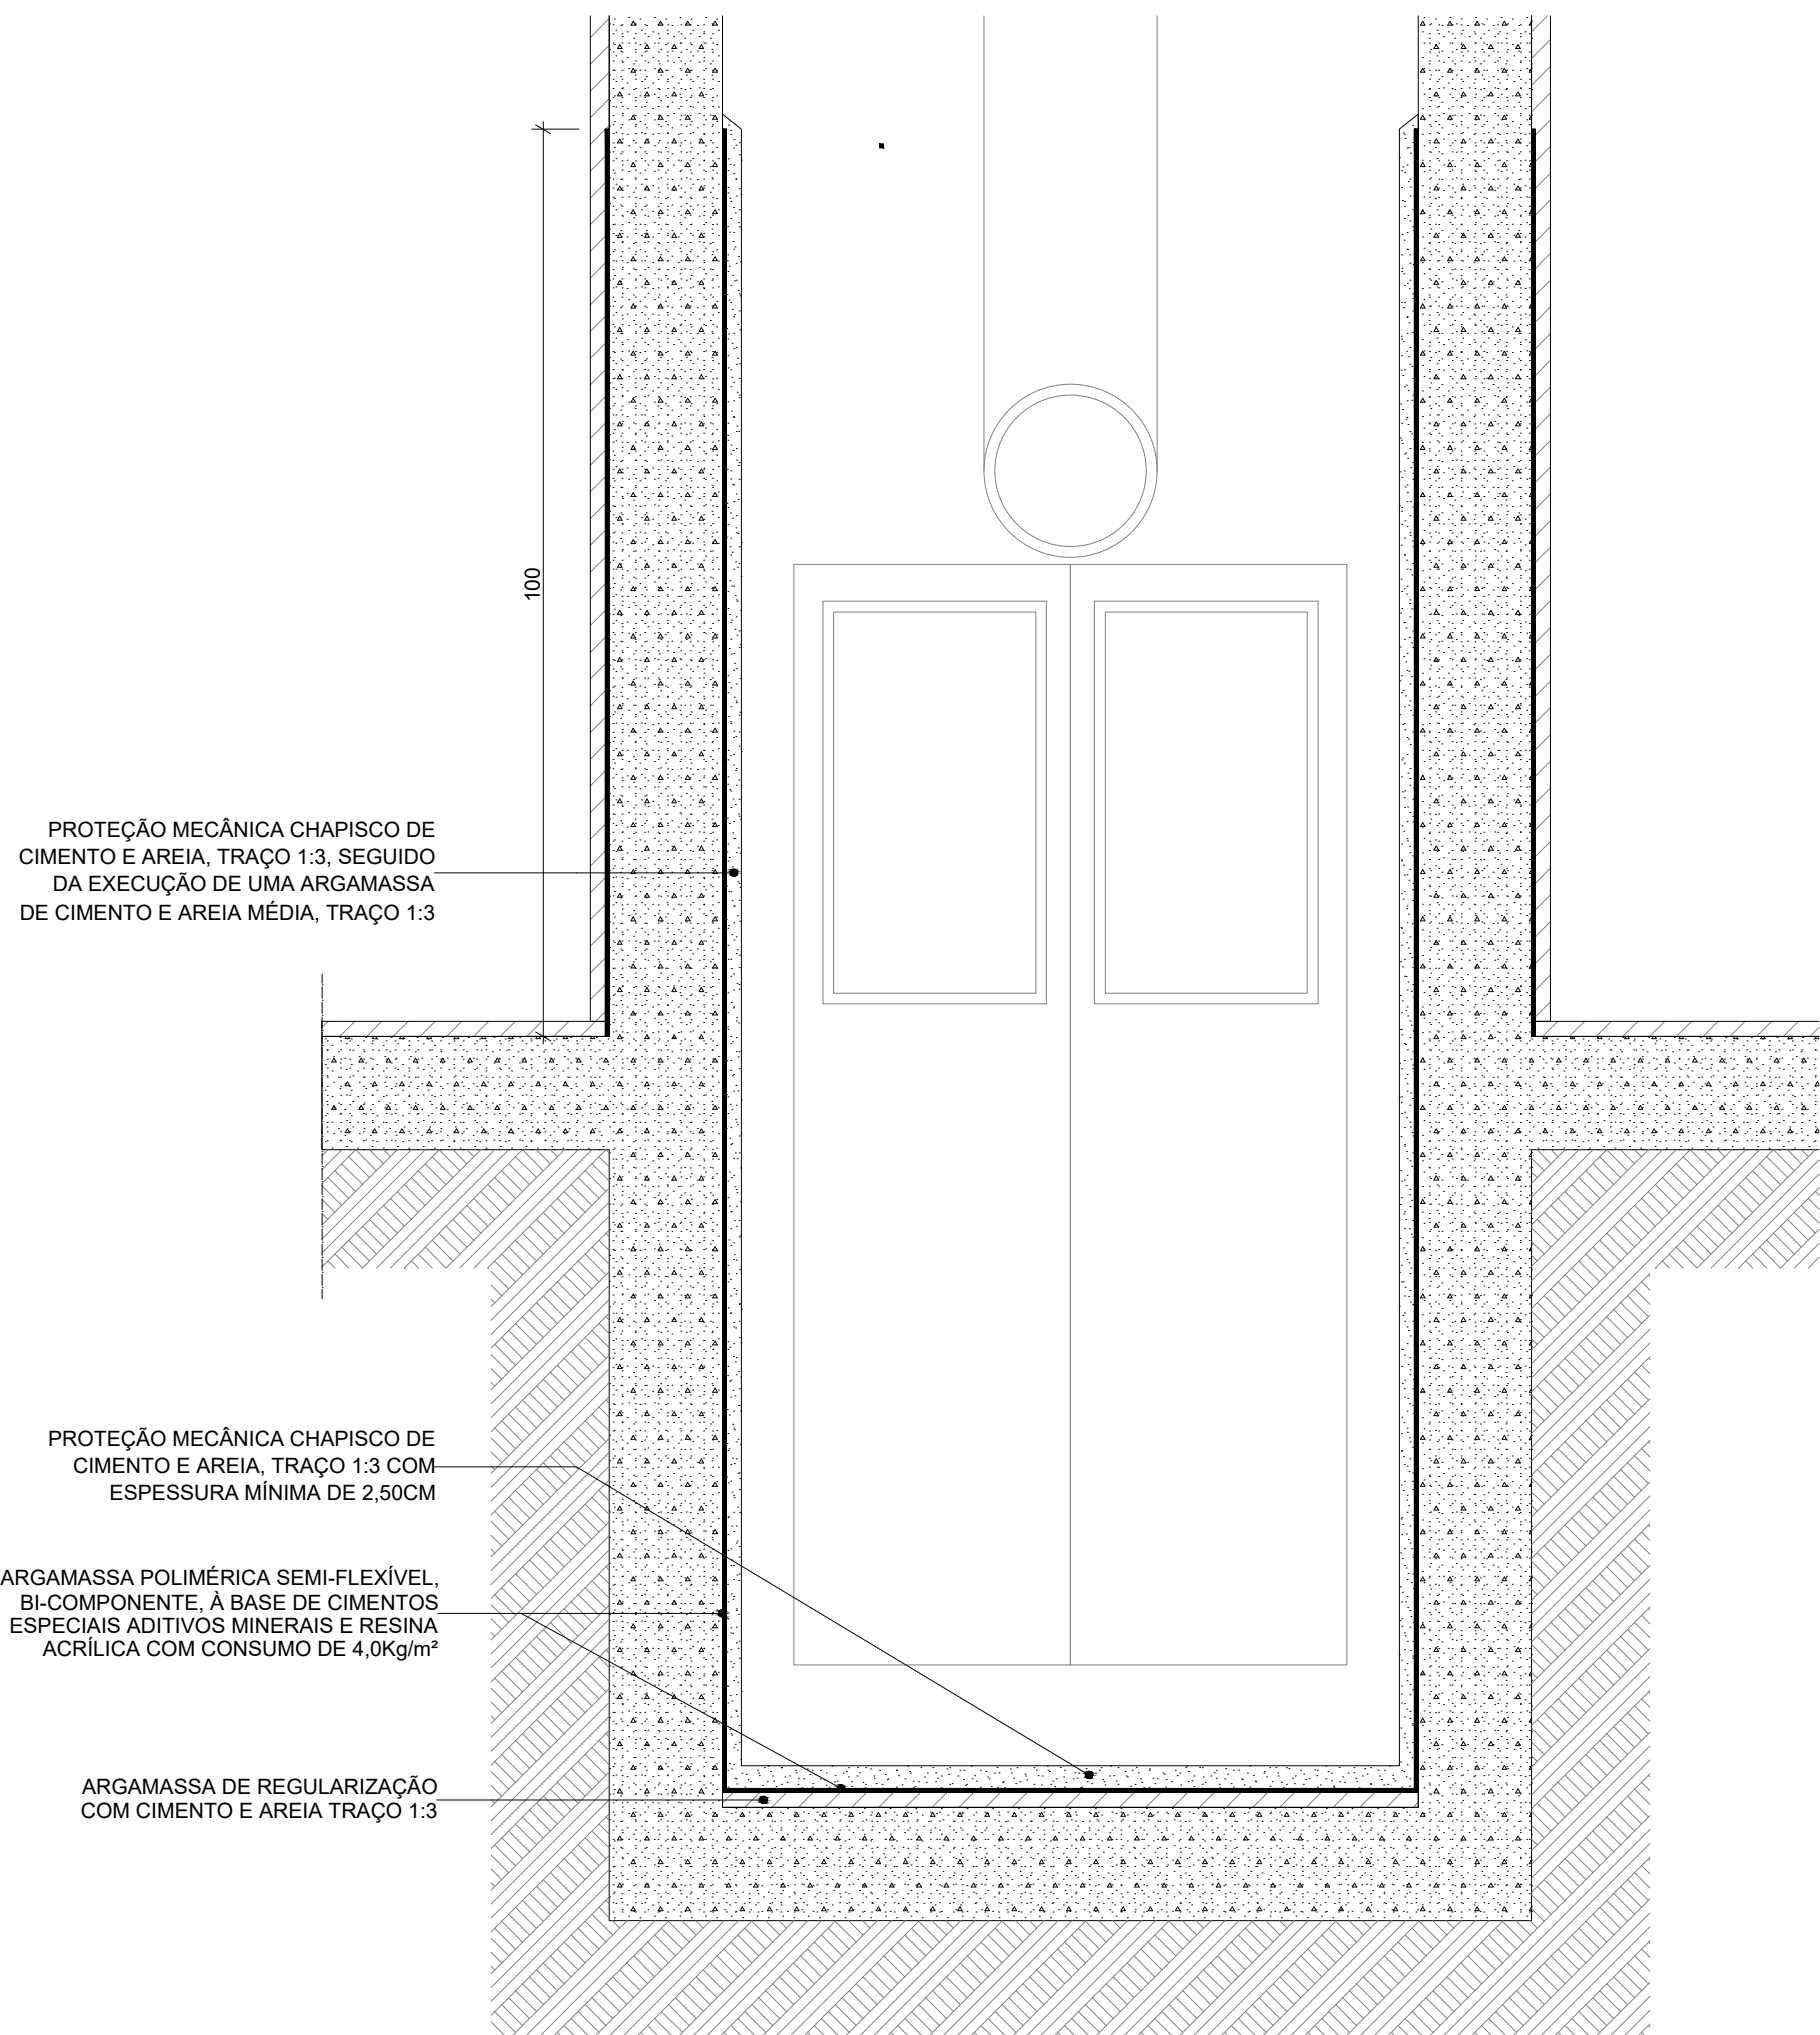 100
PROTEÇÃO MECÂNICA CHAPISCO DE
CIMENTO E AREIA, TRAÇO 1:3, SEGUIDO
DA EXECUÇÃO DE UMA ARGAMASSA
DE CIMENTO E AREIA MÉDIA, TRAÇO 1:3
PROTEÇÃO MECÂNICA CHAPISCO DE
CIMENTO E AREIA, TRAÇO 1:3 COM
ESPESSURA MÍNIMA DE 2,50CM
ARGAMASSA POLIMÉRICA SEMI-FLEXÍVEL,
BI-COMPONENTE, À BASE DE CIMENTOS
ESPECIAIS ADITIVOS MINERAIS E RESINA
ACRÍLICA COM CONSUMO DE 4,0Kg/m²
ARGAMASSA DE REGULARIZAÇÃO
COM CIMENTO E AREIA TRAÇO 1:3